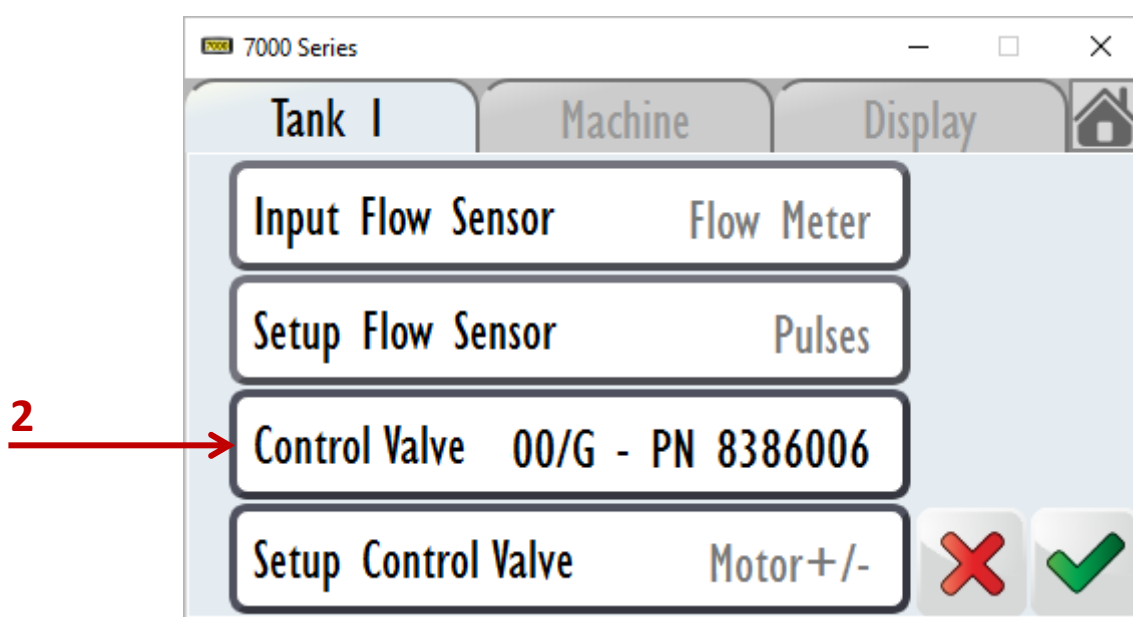 7000 Series
Tank 1 Machine Display
Input Flow Sensor Flow Meter
Setup Flow Sensor Pulses
2
Control Valve 00/G - PN 8386006
Setup Control Valve Motor+/-